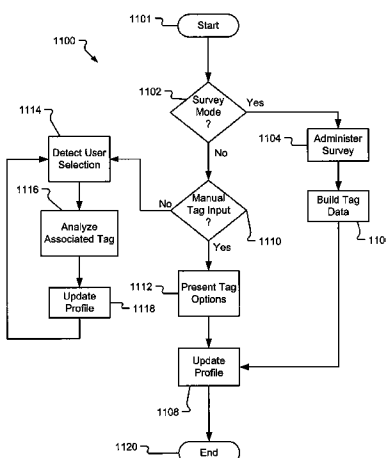 1101
Start
1100
1102
Survey
Mode
?
Yes
1104
Administer
Survey
No
1114
Detect User
Selection
1116
Analyze
Associated Tag
No
Manual
Tag Input
?
1110
Build Tag
Data
Yes
1112
Present Tag
Options
Update
Profile
1118
Update
Profile
1108
1120
End